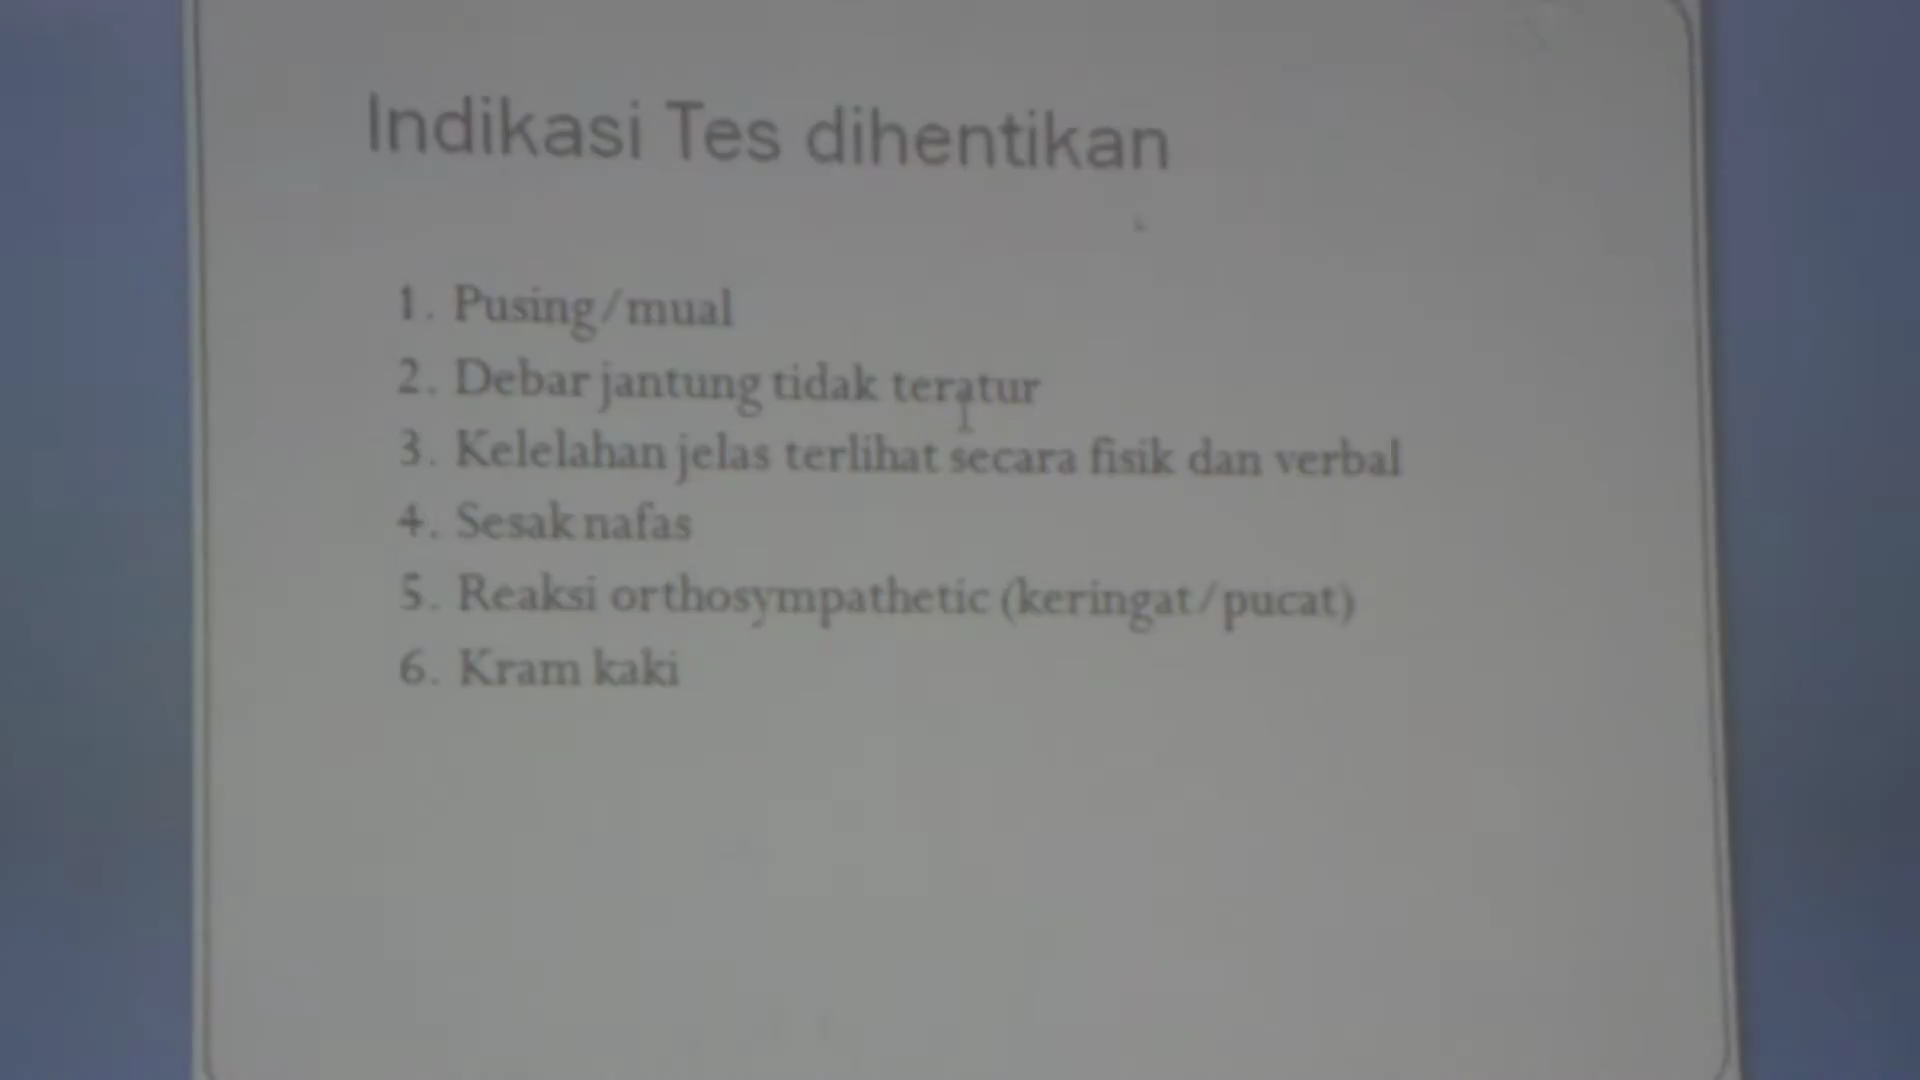 Indikasi Tes dihentikan
1. Pusing/mual
2. Debar jantung tidak teratur
3. Kelelahan jelas terlihat secara fisik dan verbal
4. Sesak nafas
5. Reaksi orthosympathetic (keringat/pucat)
6. Kram kaki